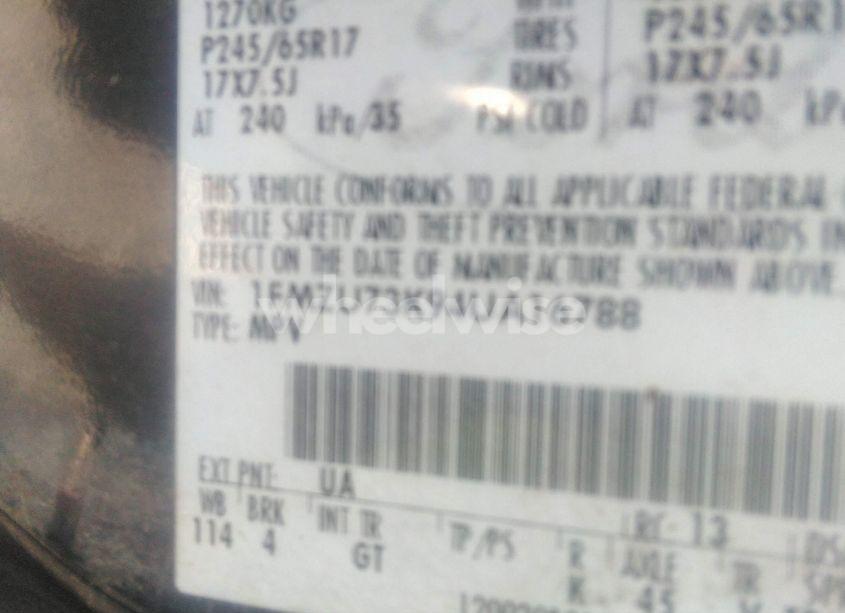 1270KG
P245/65R17 TIRES P245/65R1
17X7.5J RIMS 17X7.5J
AT 240 kPa/35 PSI COLD AT 240 kPa
THIS VEHICLE CONFORMS TO ALL APPLICABLE FEDERAL
VEHICLE SAFETY AND THEFT PREVENTION STANDARDS IN
EFFECT ON THE DATE OF MANUFACTURE SHOWN ABOVE.
VIN:
wheelwise
TYPE: MPV
EXT PNT: UA RC: 13
WB BRK INT TR TP/PS R AXLE TR
114 4 GT K 45